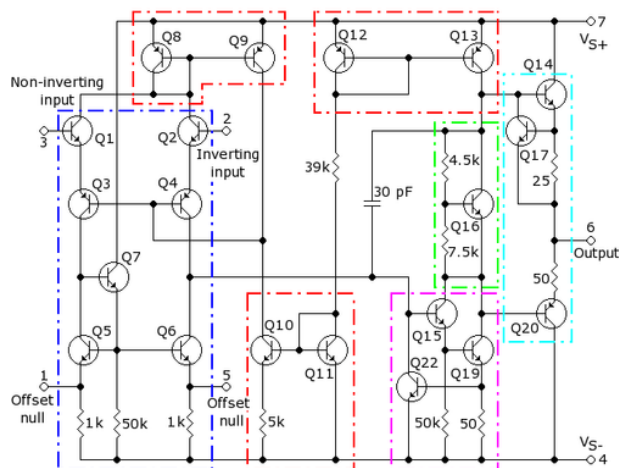 Q8
Q9
Q12
Q13
7
V_S+
Q14
Non-inverting
input
2
3
Q1
Q2
Inverting
input
Q17
25
39k
30 pF
4.5k
Q16
7.5k
Q3
Q4
Q7
6
Output
50
Q5
Q6
Q10
Q11
Q15
Q22
Q19
Q20
1
Offset
null
5
Offset
null
1k
50k
1k
5k
50k
50
V_S-
4